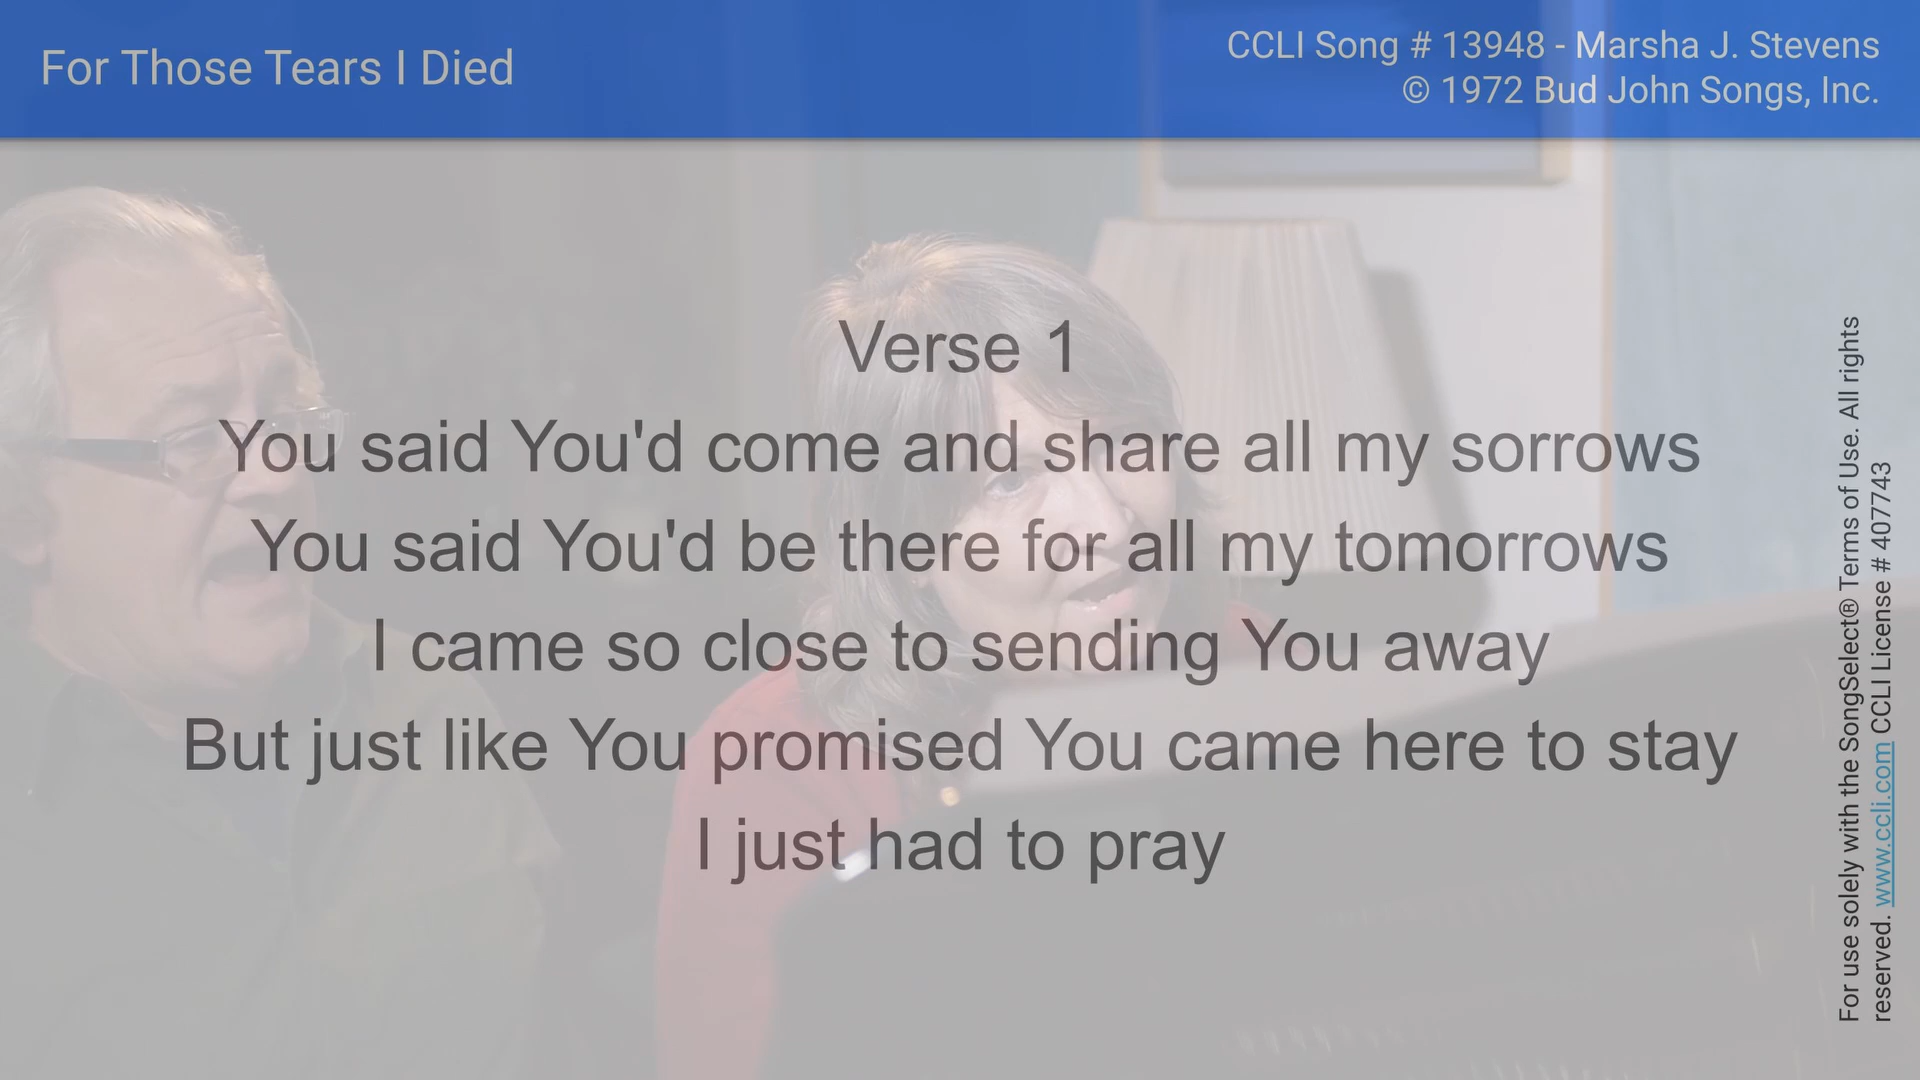 For Those Tears I Died
CCLI Song # 13948 - Marsha J. Stevens
© 1972 Bud John Songs, Inc.
Verse 1
You said You'd come and share all my sorrows
You said You'd be there for all my tomorrows
I came so close to sending You away
But just like You promised You came here to stay
I just had to pray
For use solely with the SongSelect® Terms of Use. All rights
reserved. www.ccli.com CCLI License # 407743